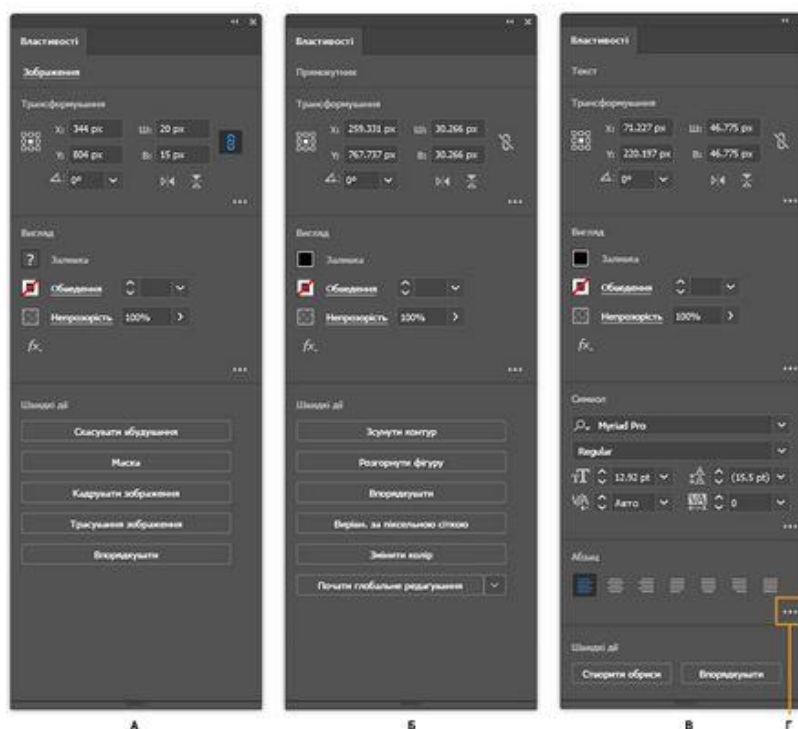 Властивості
Зображення
Трансформування
X: 344 px Ш: 20 px
Y: 804 px В: 15 px
0°
Вигляд
? Заливка
Обведення
Непрозорість 100%
fx.
Швидкі дії
Скасувати вбудування
Маска
Кадрувати зображення
Трасування зображення
Впорядкувати
А
Властивості
Прямокутник
Трансформування
X: 259.331 px Ш: 30.266 px
Y: 767.737 px В: 30.266 px
0°
Вигляд
Заливка
Обведення
Непрозорість 100%
fx.
Швидкі дії
Зсунути контур
Розгорнути фігуру
Впорядкувати
Вирівн. за піксельною сіткою
Змінити колір
Почати глобальне редагування
Б
Властивості
Текст
Трансформування
X: 71.227 px Ш: 46.775 px
Y: 220.197 px В: 46.775 px
0°
Вигляд
Заливка
Обведення
Непрозорість 100%
fx.
Символ
Myriad Pro
Regular
12.92 pt (15.5 pt)
Авто 0
Абзац
Швидкі дії
Створити обриси Впорядкувати
В Г